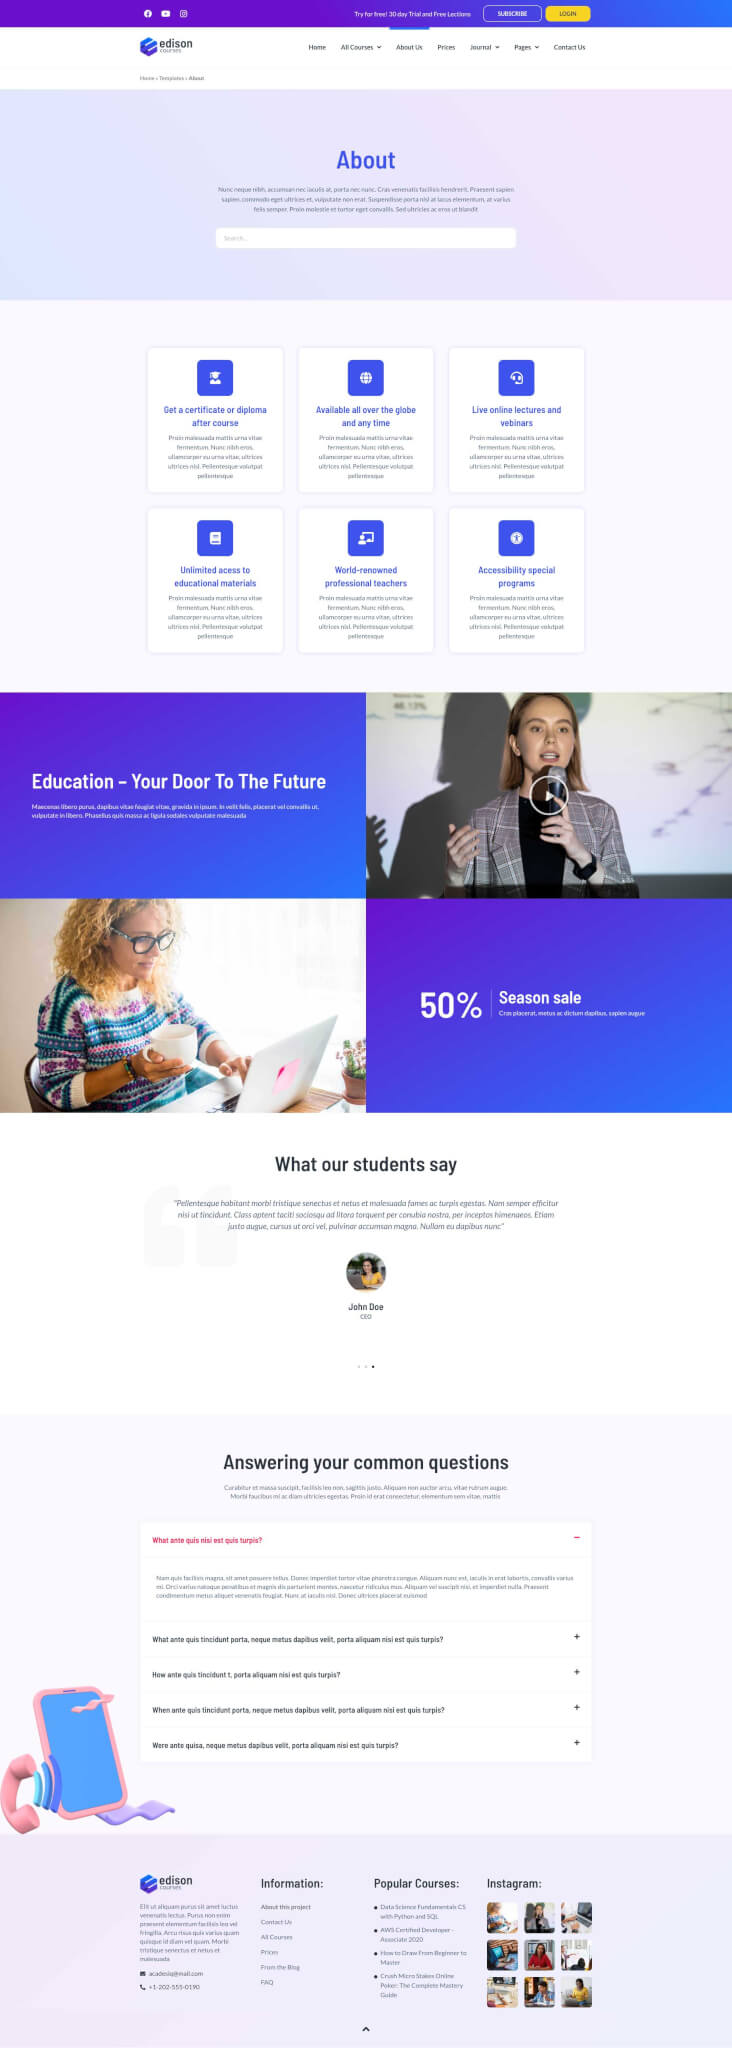 Try for free! 30 day Trial and Free Lections
SUBSCRIBE
LOGIN
edison
courses
Home
All Courses
About Us
Prices
Journal
Pages
Contact Us
Home » Templates » About
About
Nunc neque nibh, accumsan nec iaculis at, porta nec nunc. Cras venenatis facilisis hendrerit. Praesent sapien
sapien, commodo eget ultrices et, vulputate non erat. Suspendisse porta nisl at lacus elementum, at varius
felis semper. Proin molestie et tortor eget convallis. Sed ultricies ac eros ut blandit
Search...
Get a certificate or diploma
after course
Proin malesuada mattis urna vitae
fermentum. Nunc nibh eros,
ullamcorper eu urna vitae, ultrices
ultrices nisl. Pellentesque volutpat
pellentesque
Available all over the globe
and any time
Proin malesuada mattis urna vitae
fermentum. Nunc nibh eros,
ullamcorper eu urna vitae, ultrices
ultrices nisl. Pellentesque volutpat
pellentesque
Live online lectures and
vebinars
Proin malesuada mattis urna vitae
fermentum. Nunc nibh eros,
ullamcorper eu urna vitae, ultrices
ultrices nisl. Pellentesque volutpat
pellentesque
Unlimited acess to
educational materials
Proin malesuada mattis urna vitae
fermentum. Nunc nibh eros,
ullamcorper eu urna vitae, ultrices
ultrices nisl. Pellentesque volutpat
pellentesque
World-renowned
professional teachers
Proin malesuada mattis urna vitae
fermentum. Nunc nibh eros,
ullamcorper eu urna vitae, ultrices
ultrices nisl. Pellentesque volutpat
pellentesque
Accessibility special
programs
Proin malesuada mattis urna vitae
fermentum. Nunc nibh eros,
ullamcorper eu urna vitae, ultrices
ultrices nisl. Pellentesque volutpat
pellentesque
Education – Your Door To The Future
Maecenas libero purus, dapibus vitae feugiat vitae, gravida in ipsum. In velit felis, placerat vel convallis ut,
vulputate in libero. Phasellus quis massa ac ligula sodales vulputate malesuada
48.13%
50%
Season sale
Cras placerat, metus ac dictum dapibus, sapien augue
What our students say
"Pellentesque habitant morbi tristique senectus et netus et malesuada fames ac turpis egestas. Nam semper efficitur
nisi ut tincidunt. Class aptent taciti sociosqu ad litora torquent per conubia nostra, per inceptos himenaeos. Etiam
justo augue, cursus ut orci vel, pulvinar accumsan magna. Nullam eu dapibus nunc"
John Doe
CEO
Answering your common questions
Curabitur et massa suscipit, facilisis leo non, sagittis justo. Aliquam non auctor arcu, vitae rutrum augue.
Morbi faucibus mi ac diam ultricies egestas. Proin id erat consectetur, elementum sem vitae, mattis
What ante quis nisi est quis turpis?
Nam quis facilisis magna, sit amet posuere tellus. Donec imperdiet tortor vitae pharetra congue. Aliquam nunc est, iaculis in erat lobortis, convallis varius
mi. Orci varius natoque penatibus et magnis dis parturient montes, nascetur ridiculus mus. Aliquam vel suscipit nisi, et imperdiet nulla. Praesent
condimentum metus aliquet venenatis feugiat. Nunc at iaculis nisi. Donec ultrices placerat euismod
What ante quis tincidunt porta, neque metus dapibus velit, porta aliquam nisi est quis turpis?
How ante quis tincidunt t, porta aliquam nisi est quis turpis?
When ante quis tincidunt porta, neque metus dapibus velit, porta aliquam nisi est quis turpis?
Were ante quisa, neque metus dapibus velit, porta aliquam nisi est quis turpis?
edison
courses
Elit ut aliquam purus sit amet luctus
venenatis lectus. Purus non enim
praesent elementum facilisis leo vel
fringilla. Arcu risus quis varius quam
quisque id diam vel quam. Morbi
tristique senectus et netus et
malesuada
acadesiq@mail.com
+1-202-555-0190
Information:
About this project
Contact Us
All Courses
Prices
From the Blog
FAQ
Popular Courses:
Data Science Fundamentals CS
with Python and SQL
AWS Certified Developer -
Associate 2020
How to Draw From Beginner to
Master
Crush Micro Stakes Online
Poker: The Complete Mastery
Guide
Instagram: